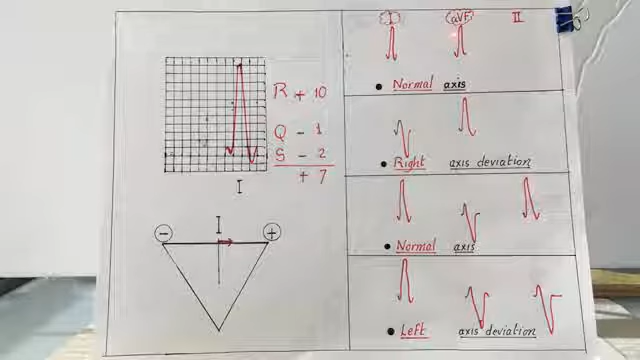 R + 10
Q - 1
S - 2
+ 7
I
I
- +
I aVF II
• Normal axis
• Right axis deviation
• Normal axis
• Left axis deviation